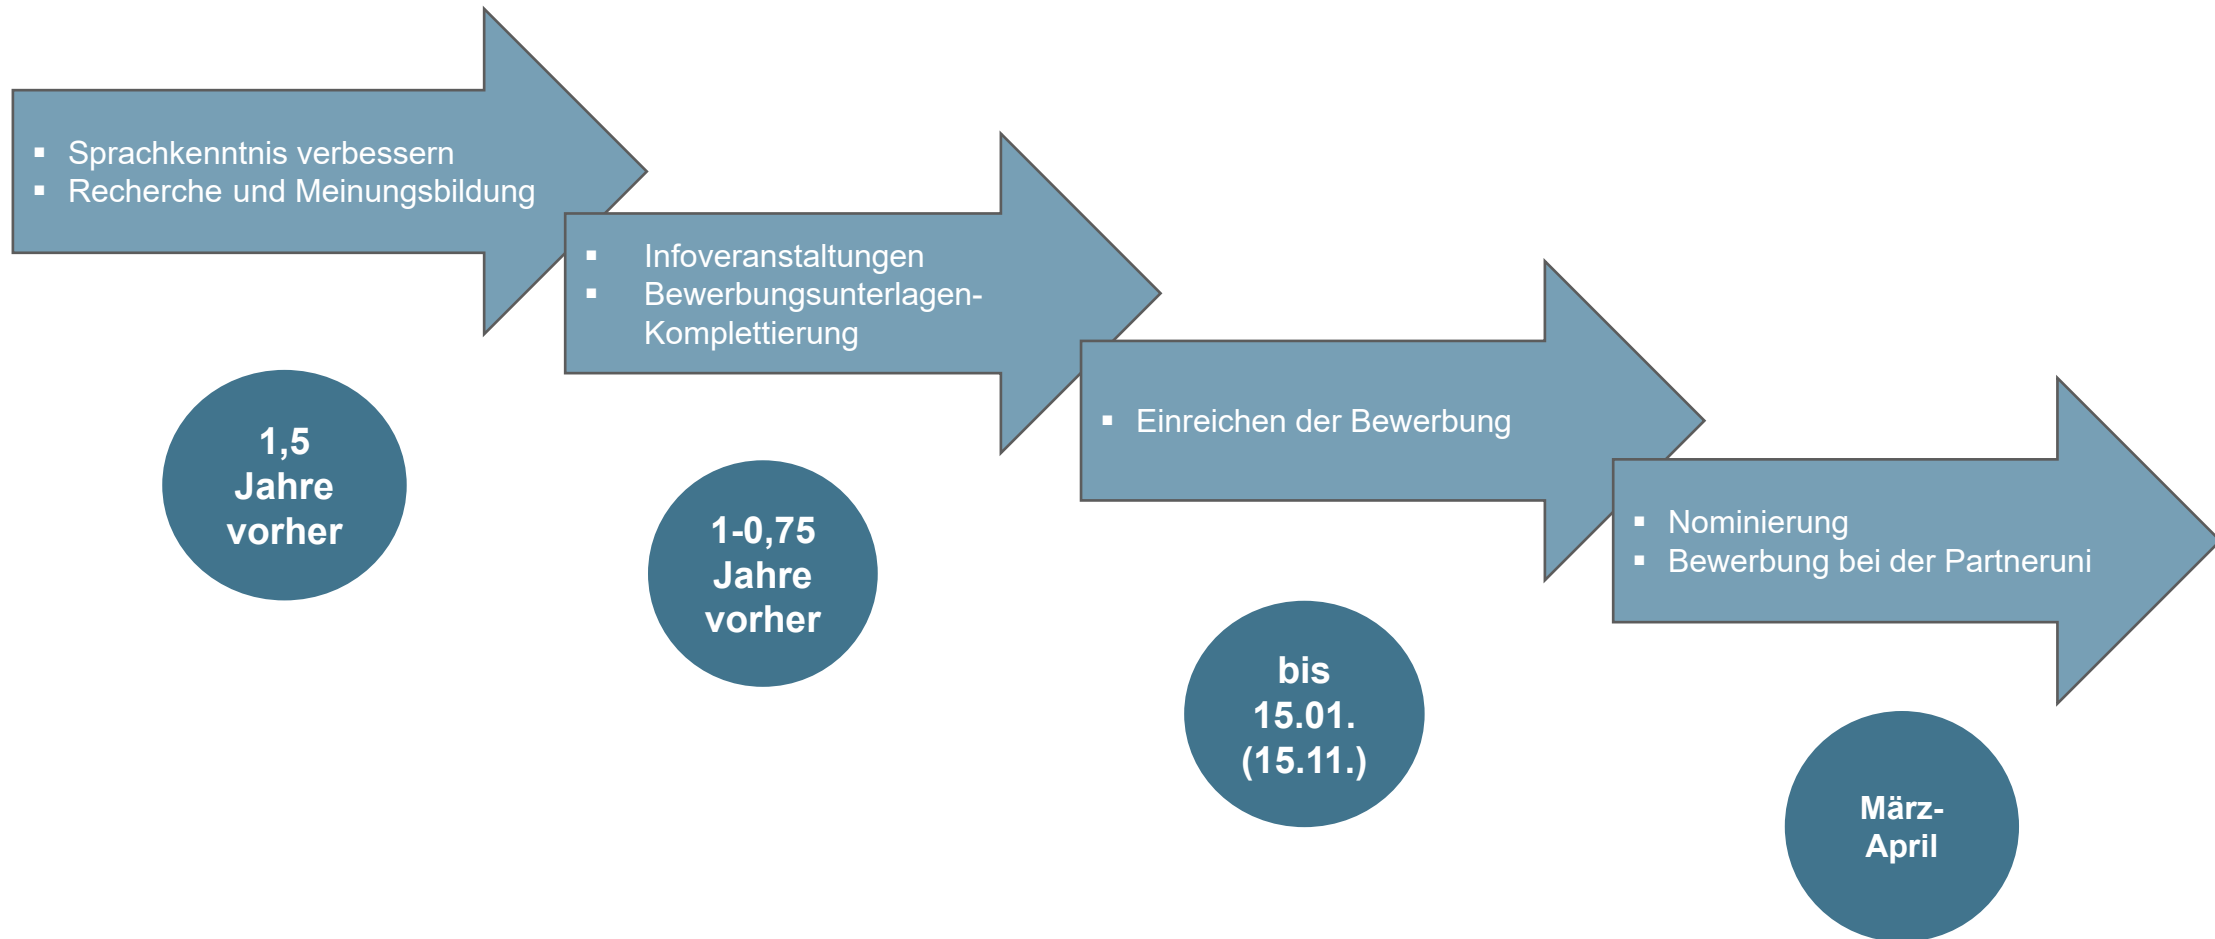 ▪ Sprachkenntnis verbessern
▪ Recherche und Meinungsbildung
1,5
Jahre
vorher
▪ Infoveranstaltungen
▪ Bewerbungsunterlagen-
Komplettierung
1-0,75
Jahre
vorher
▪ Einreichen der Bewerbung
bis
15.01.
(15.11.)
▪ Nominierung
▪ Bewerbung bei der Partneruni
März-
April